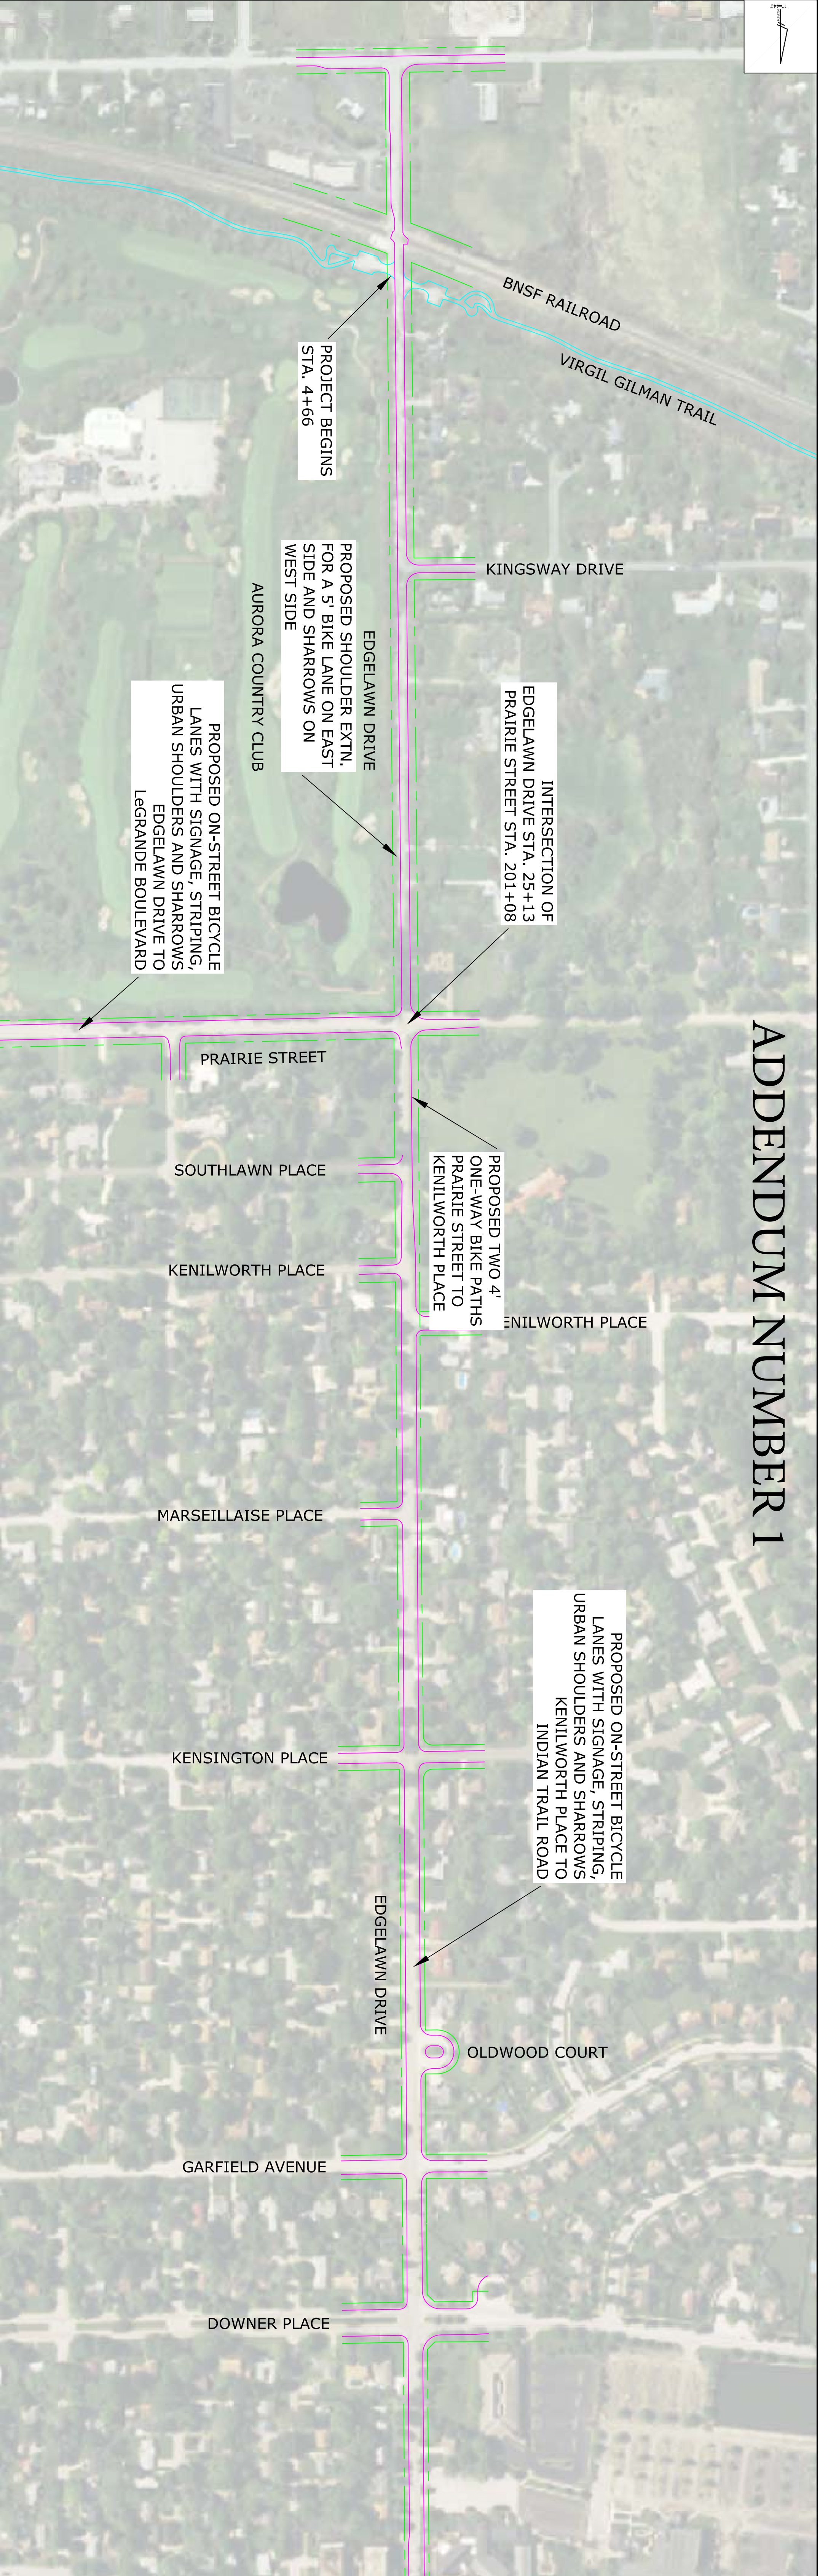 ADDENDUM NUMBER 1
BNSF RAILROAD
VIRGIL GILMAN TRAIL
PROJECT BEGINS
STA. 4+66
KINGSWAY DRIVE
EDGELAWN DRIVE
PROPOSED SHOULDER EXTN.
FOR A 5' BIKE LANE ON EAST
SIDE AND SHARROWS ON
WEST SIDE
AURORA COUNTRY CLUB
INTERSECTION OF
EDGELAWN DRIVE STA. 25+13
PRAIRIE STREET STA. 201+08
PROPOSED ON-STREET BICYCLE
LANES WITH SIGNAGE, STRIPING,
URBAN SHOULDERS AND SHARROWS
EDGELAWN DRIVE TO
LeGRANDE BOULEVARD
PRAIRIE STREET
SOUTHLAWN PLACE
PROPOSED TWO 4'
ONE-WAY BIKE PATHS
PRAIRIE STREET TO
KENILWORTH PLACE
KENILWORTH PLACE
ENILWORTH PLACE
MARSEILLAISE PLACE
PROPOSED ON-STREET BICYCLE
LANES WITH SIGNAGE, STRIPING,
URBAN SHOULDERS AND SHARROWS
KENILWORTH PLACE TO
INDIAN TRAIL ROAD
KENSINGTON PLACE
EDGELAWN DRIVE
OLDWOOD COURT
GARFIELD AVENUE
DOWNER PLACE